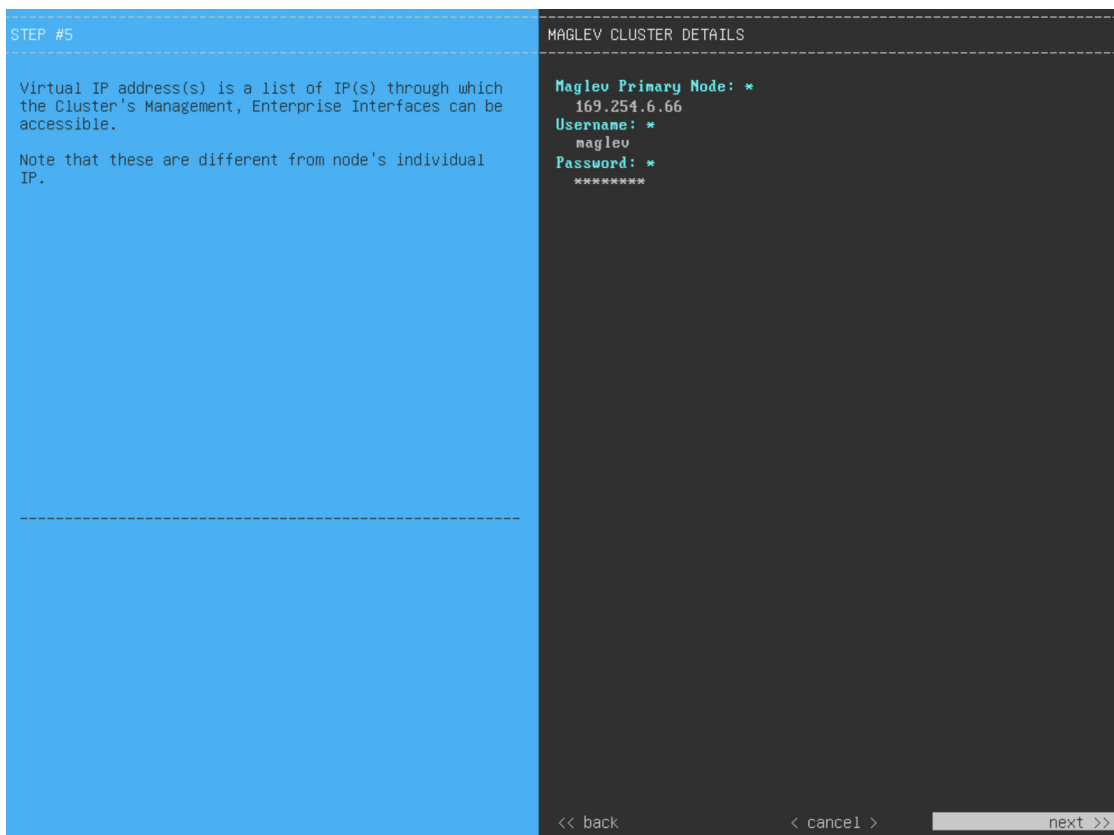 STEP #5
Virtual IP address(s) is a list of IP(s) through which
the Cluster's Management, Enterprise Interfaces can be
accessible.
Note that these are different from node's individual
IP.
MAGLEV CLUSTER DETAILS
Maglev Primary Node: *
169.254.6.66
Username: *
maglev
Password: *
********
<< back < cancel > next >>